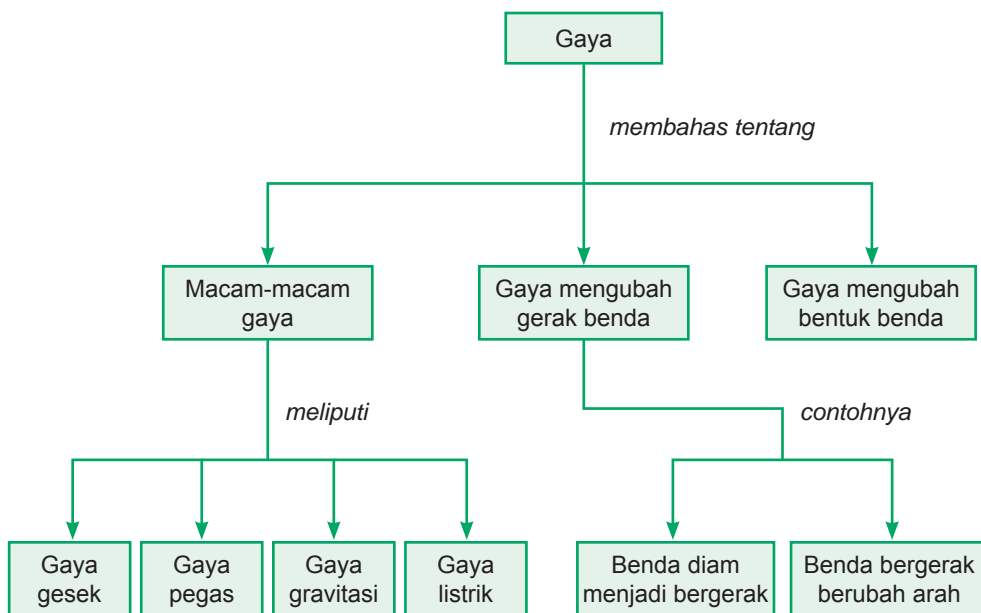 Gaya
membahas tentang
Macam-macam
gaya
Gaya mengubah
gerak benda
Gaya mengubah
bentuk benda
meliputi
contohnya
Gaya
gesek
Gaya
pegas
Gaya
gravitasi
Gaya
listrik
Benda diam
menjadi bergerak
Benda bergerak
berubah arah